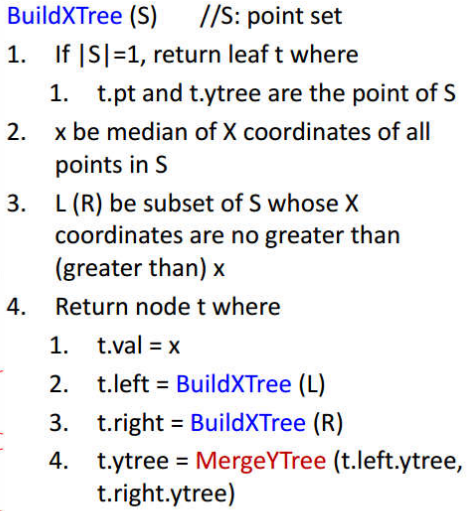 BuildXTree (S) //S: point set
1. If |S|=1, return leaf t where
1. t.pt and t.ytree are the point of S
2. x be median of X coordinates of all
points in S
3. L (R) be subset of S whose X
coordinates are no greater than
(greater than) x
4. Return node t where
1. t.val = x
2. t.left = BuildXTree (L)
3. t.right = BuildXTree (R)
4. t.ytree = MergeYTree (t.left.ytree,
t.right.ytree)